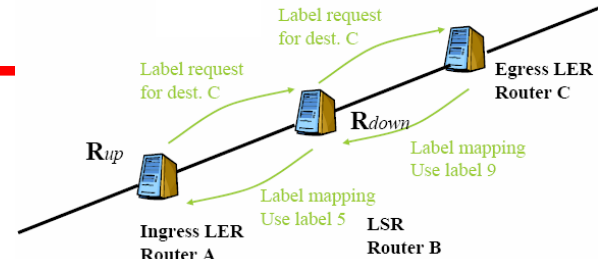 Label request
for dest. C
Label request
for dest. C
Egress LER
Router C
Rdown
Rup
Label mapping
Use label 9
Label mapping
Use label 5
Ingress LER
Router A
LSR
Router B